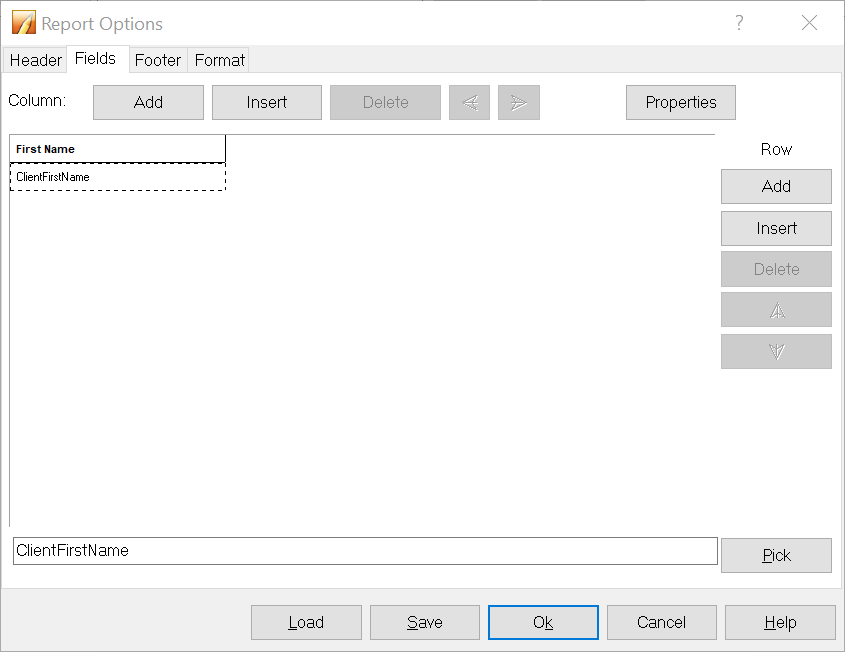 Report Options ?
Header Fields Footer Format
Column: Add Insert Delete Properties
First Name
ClientFirstName
Row
Add
Insert
Delete
ClientFirstName Pick
Load Save Ok Cancel Help